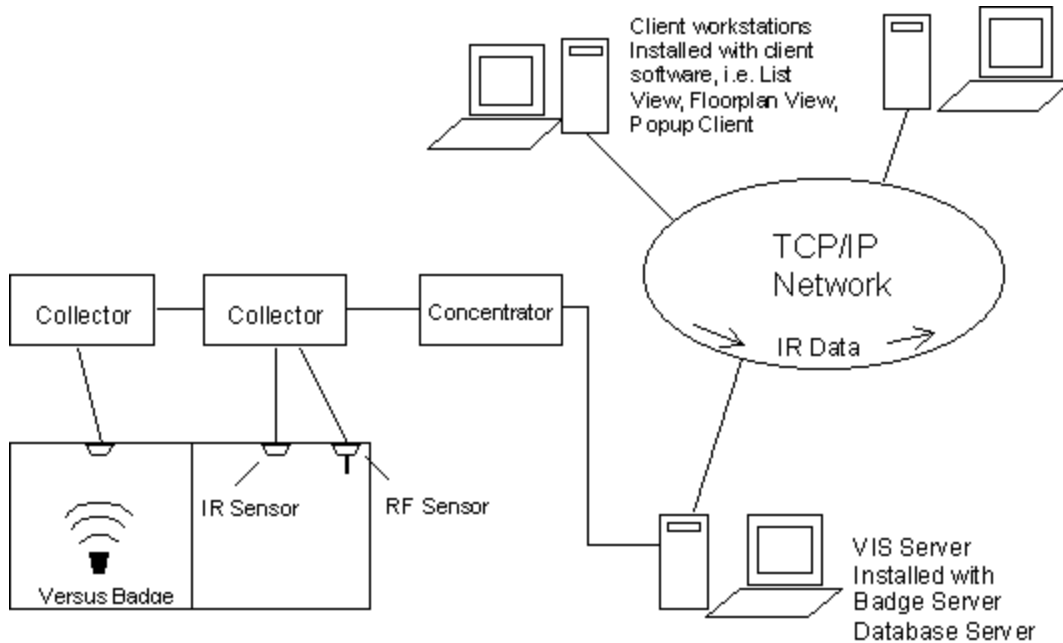 Client workstations
Installed with client
software, i.e. List
View, Floorplan View,
Popup Client
TCP/IP
Network
IR Data
Collector
Collector
Concentrator
IR Sensor
RF Sensor
Versus Badge
VIS Server
Installed with
Badge Server
Database Server